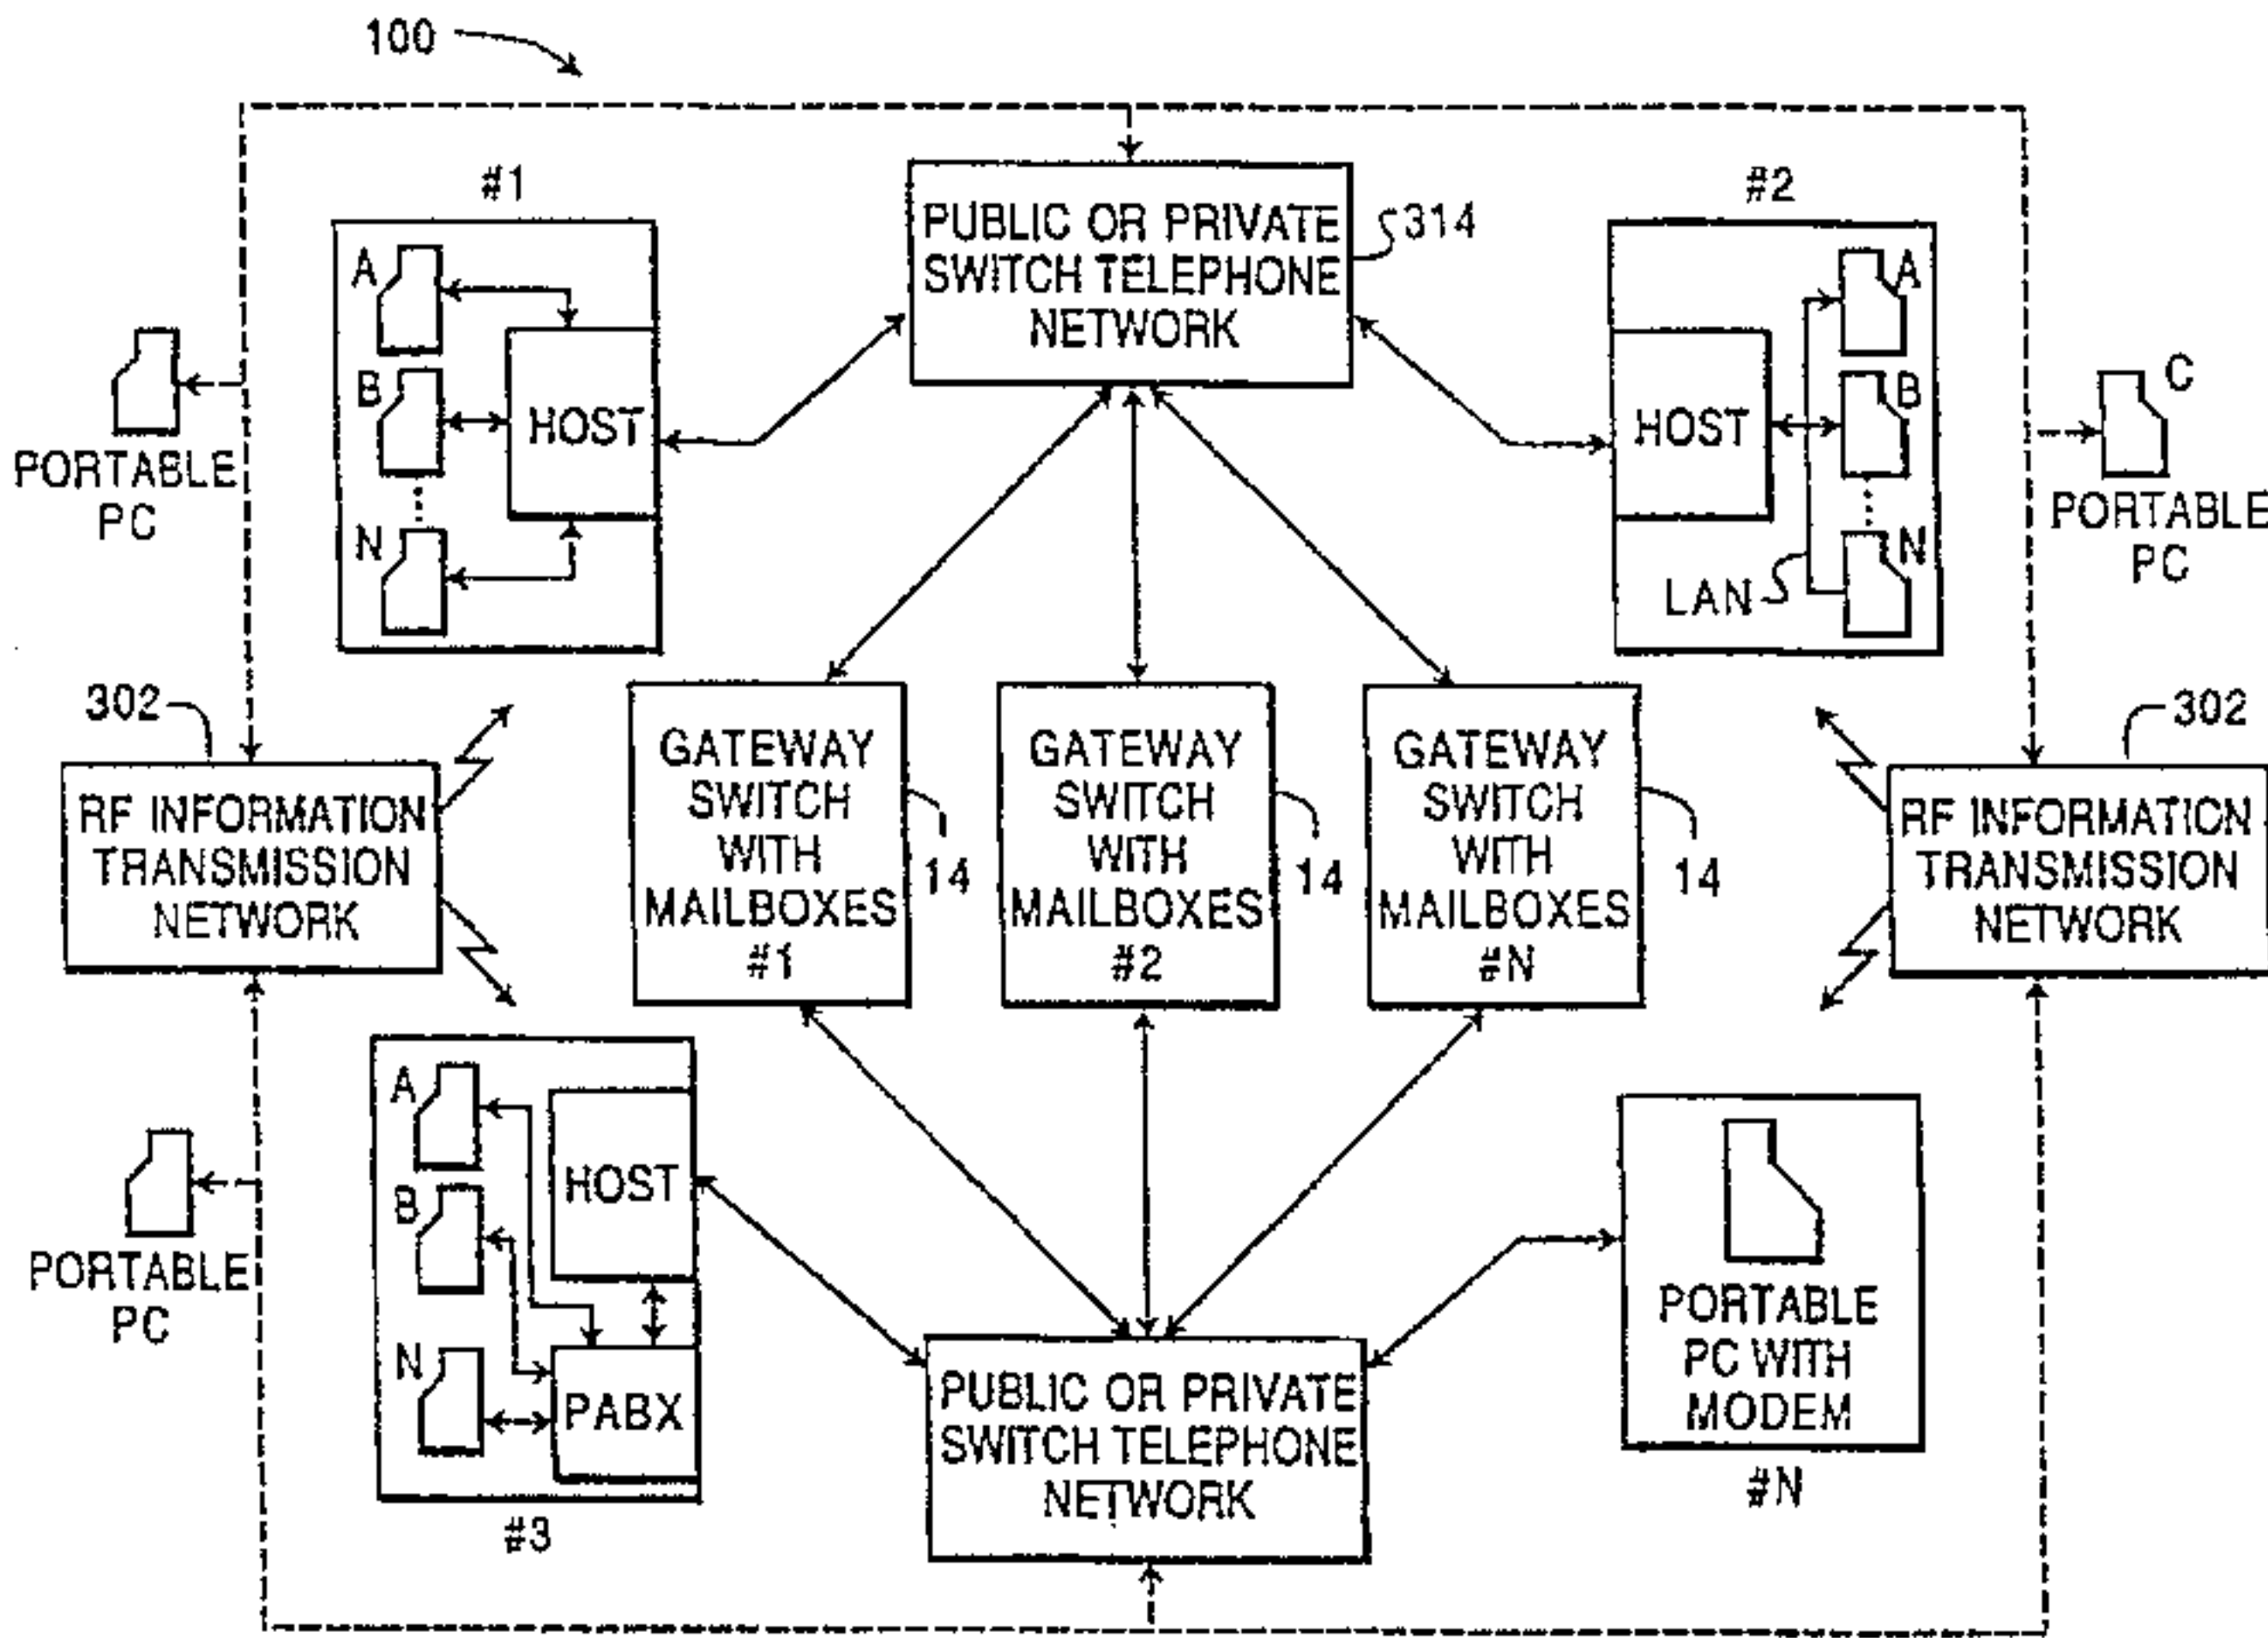 100
#1
A
B
N
HOST
PUBLIC OR PRIVATE
SWITCH TELEPHONE
NETWORK
314
#2
HOST
A
B
N
LAN
PORTABLE
PC
C
PORTABLE
PC
302
RF INFORMATION
TRANSMISSION
NETWORK
GATEWAY
SWITCH
WITH
MAILBOXES
#1
14
GATEWAY
SWITCH
WITH
MAILBOXES
#2
14
GATEWAY
SWITCH
WITH
MAILBOXES
#N
14
302
RF INFORMATION
TRANSMISSION
NETWORK
PORTABLE
PC
A
B
N
HOST
PABX
#3
PUBLIC OR PRIVATE
SWITCH TELEPHONE
NETWORK
PORTABLE
PC WITH
MODEM
#N